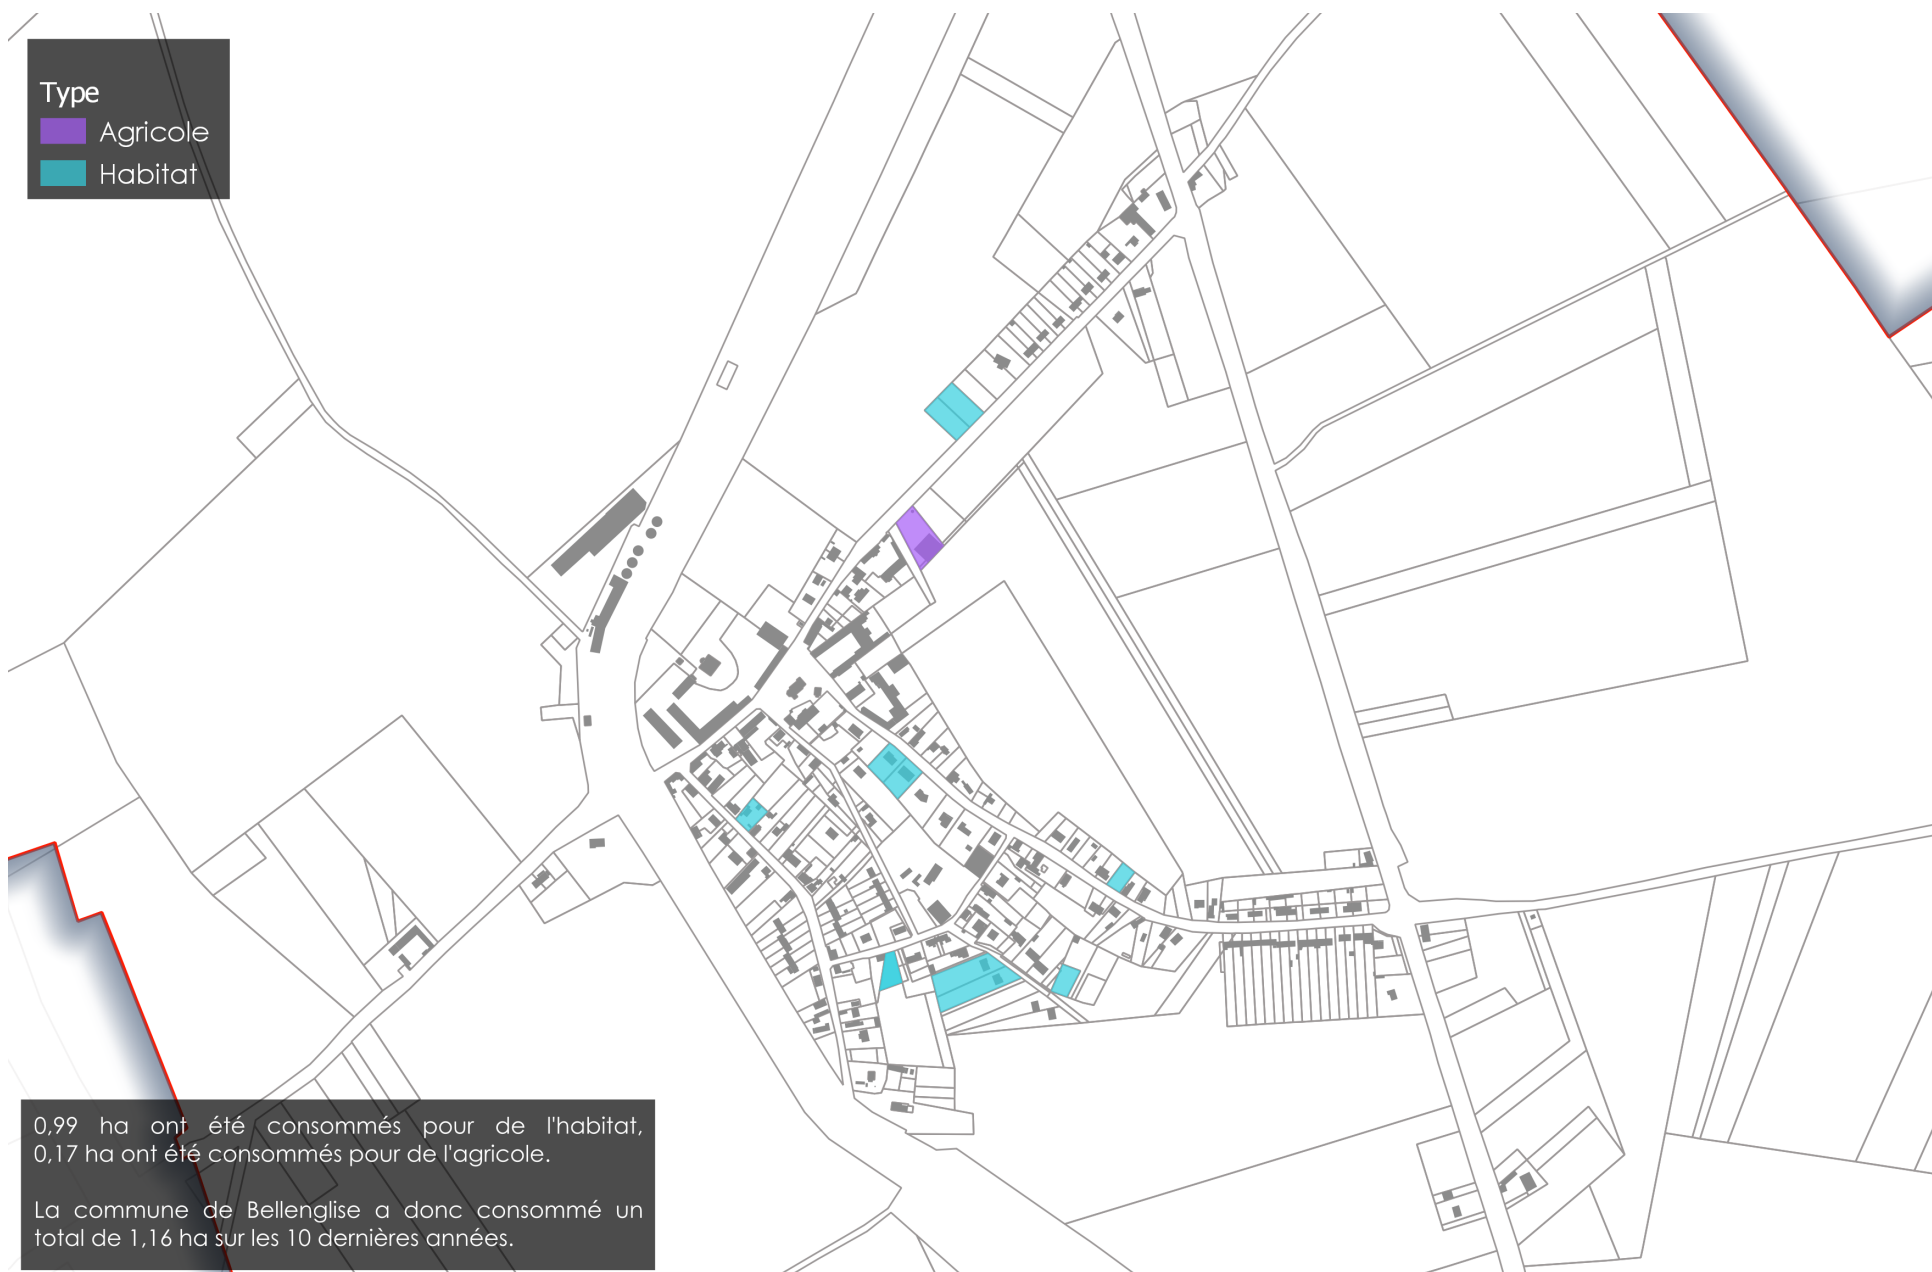 Type
Agricole
Habitat
0,99 ha ont été consommés pour de l'habitat,
0,17 ha ont été consommés pour de l'agricole.
La commune de Bellenglise a donc consommé un
total de 1,16 ha sur les 10 dernières années.